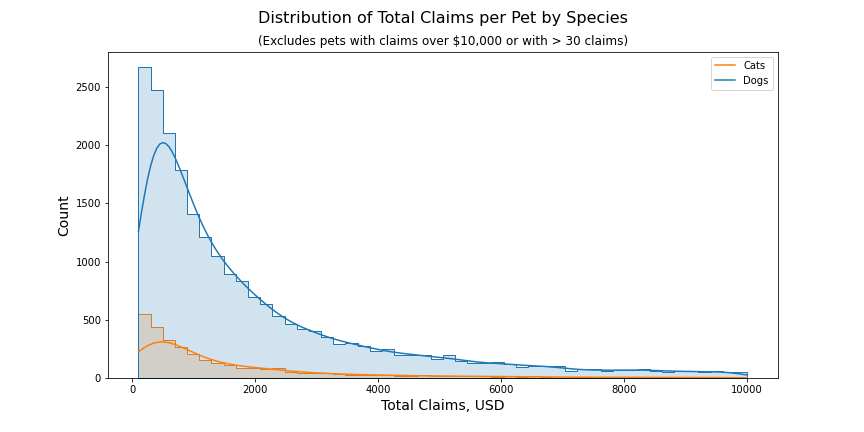 Distribution of Total Claims per Pet by Species
(Excludes pets with claims over $10,000 or with > 30 claims)
Cats
Dogs
2500
2000
1500
1000
500
0
Count
0 2000 4000 6000 8000 10000
Total Claims, USD